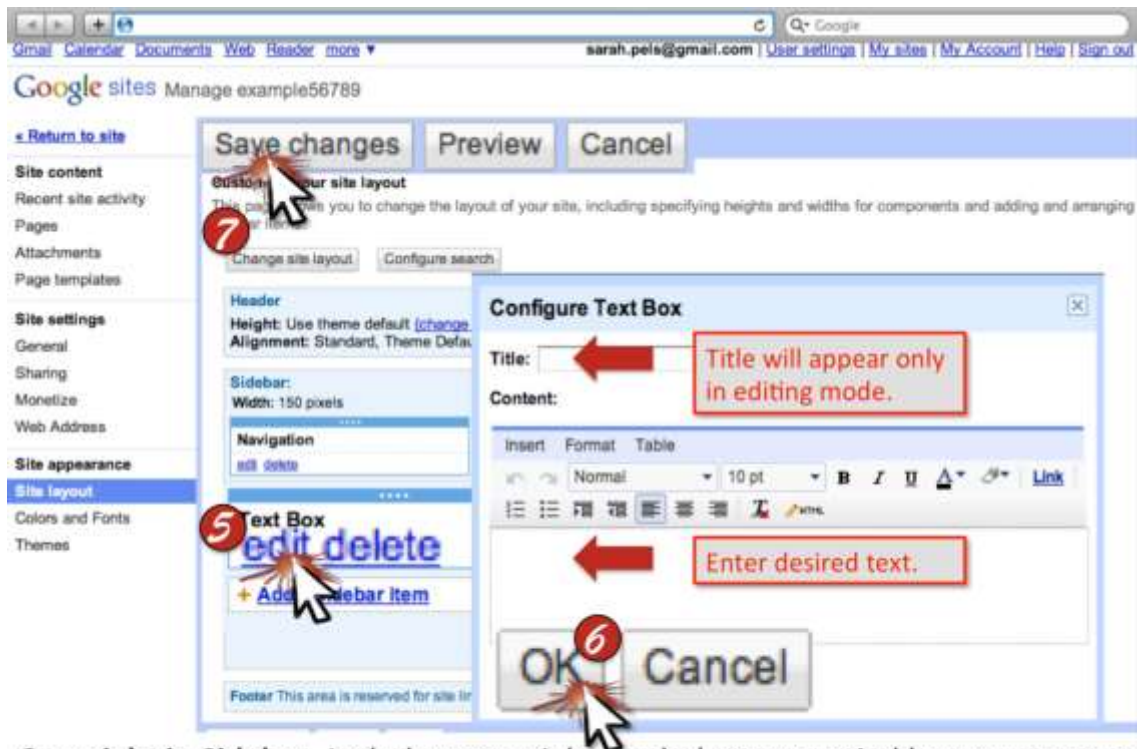 Google
Gmail Calendar Documents Web Reader more ▼
sarah.pels@gmail.com | User settings | My sites | My Account | Help | Sign out
Google sites Manage example56789
« Return to site
Site content
Recent site activity
Pages
Attachments
Page templates
Site settings
General
Sharing
Monetize
Web Address
Site appearance
Site layout
Colors and Fonts
Themes
Save changes Preview Cancel
your site layout
This page allows you to change the layout of your site, including specifying heights and widths for components and adding and arranging
7
Change site layout Configure search
Header
Height: Use theme default (change
Alignment: Standard, Theme
Sidebar:
Width: 150 pixels
Navigation
edit delete
5
Text Box
edit delete
+ Add sidebar item
Footer This area is reserved for site
Configure Text Box
Title:
Title will appear only
in editing mode.
Content:
Insert Format Table
Normal 10 pt B I U A Link
HTML
Enter desired text.
6
OK Cancel